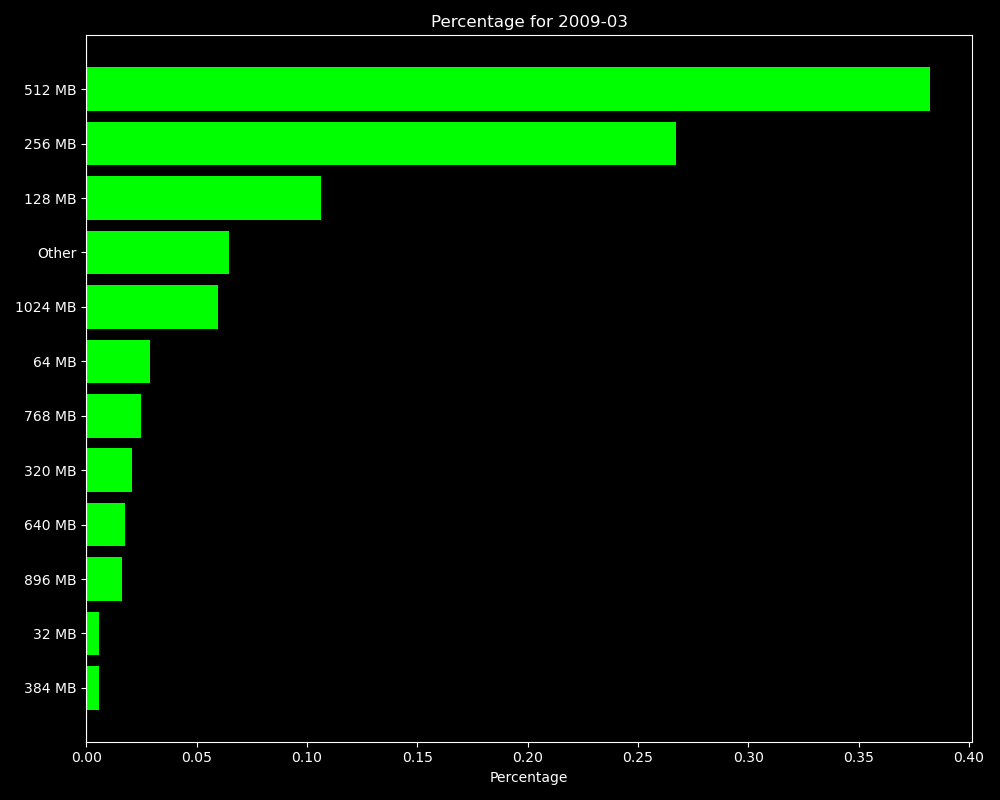 Percentage for 2009-03
512 MB
256 MB
128 MB
Other
1024 MB
64 MB
768 MB
320 MB
640 MB
896 MB
32 MB
384 MB
0.00 0.05 0.10 0.15 0.20 0.25 0.30 0.35 0.40
Percentage